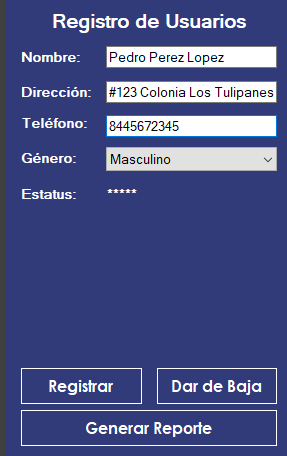 Registro de Usuarios
Nombre: Pedro Perez Lopez
Dirección: #123 Colonia Los Tulipanes
Teléfono: 8445672345
Género: Masculino
Estatus: *****
Registrar Dar de Baja
Generar Reporte